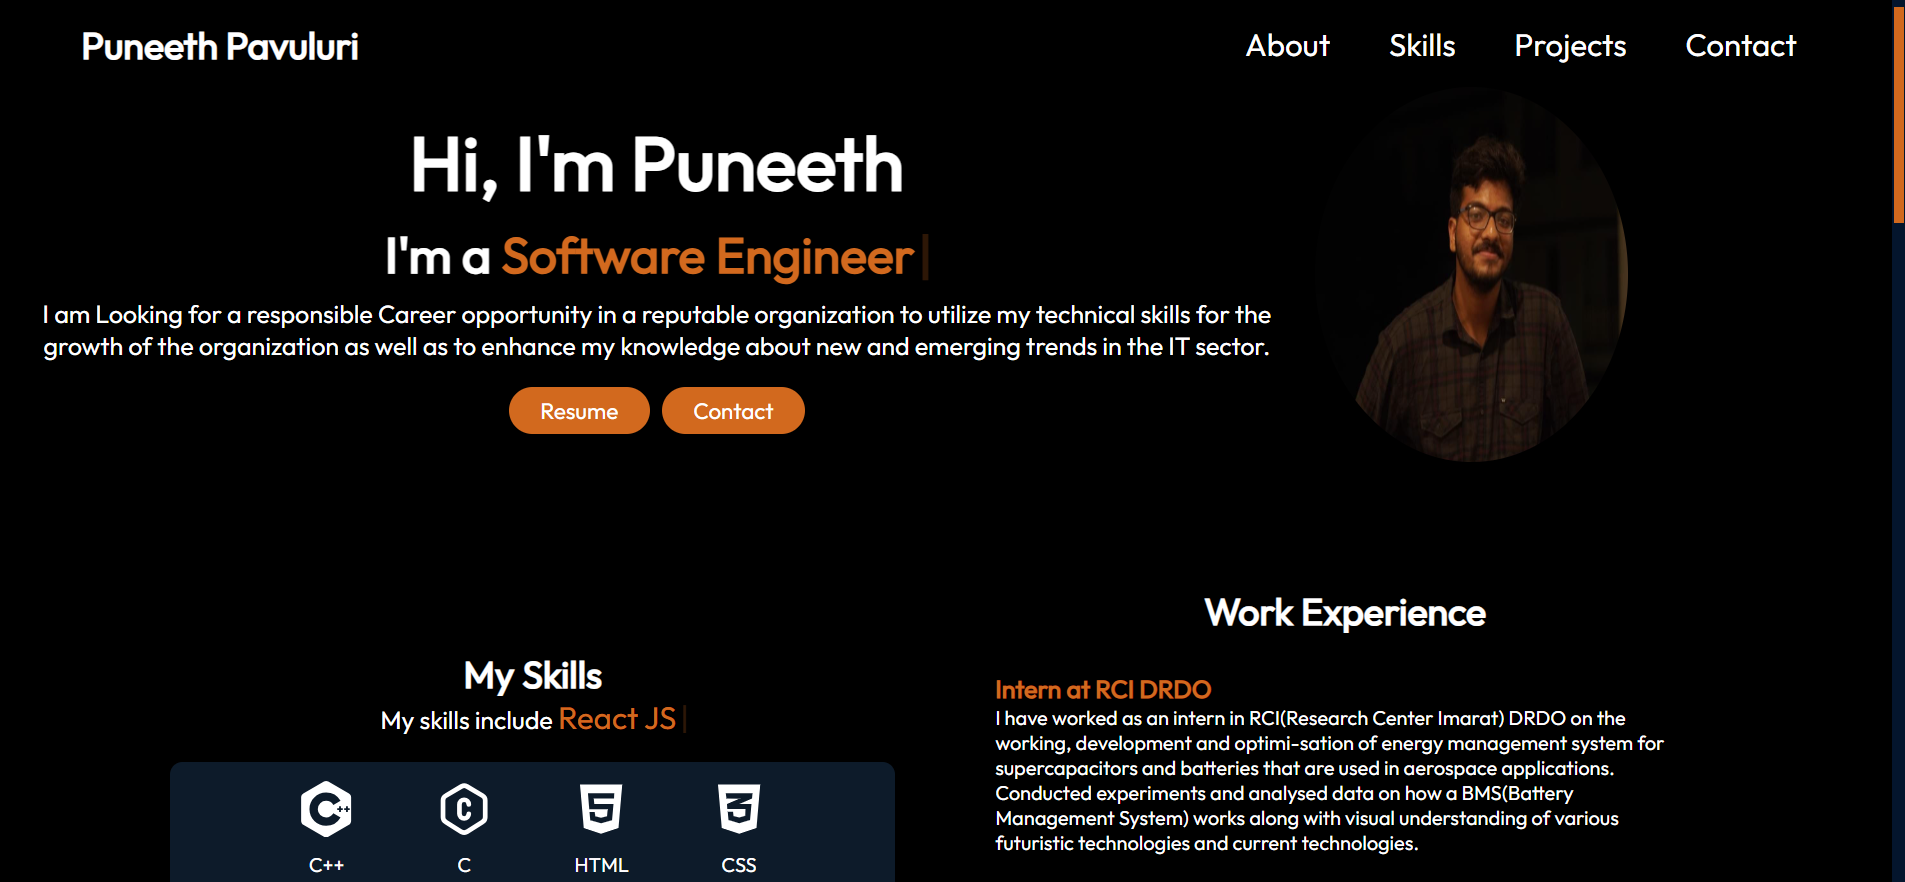 Puneeth Pavuluri
About Skills Projects Contact
Hi, I'm Puneeth
I'm a Software Engineer|
I am Looking for a responsible Career opportunity in a reputable organization to utilize my technical skills for the
growth of the organization as well as to enhance my knowledge about new and emerging trends in the IT sector.
Resume Contact
My Skills
My skills include React JS|
C++ C HTML CSS
Work Experience
Intern at RCI DRDO
I have worked as an intern in RCI(Research Center Imarat) DRDO on the
working, development and optimi-sation of energy management system for
supercapacitors and batteries that are used in aerospace applications.
Conducted experiments and analysed data on how a BMS(Battery
Management System) works along with visual understanding of various
futuristic technologies and current technologies.